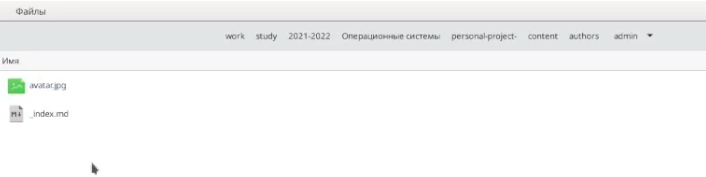 Файлы
work study 2021-2022 Операционные системы personal-project- content authors admin
Имя
avatar.jpg
_index.md